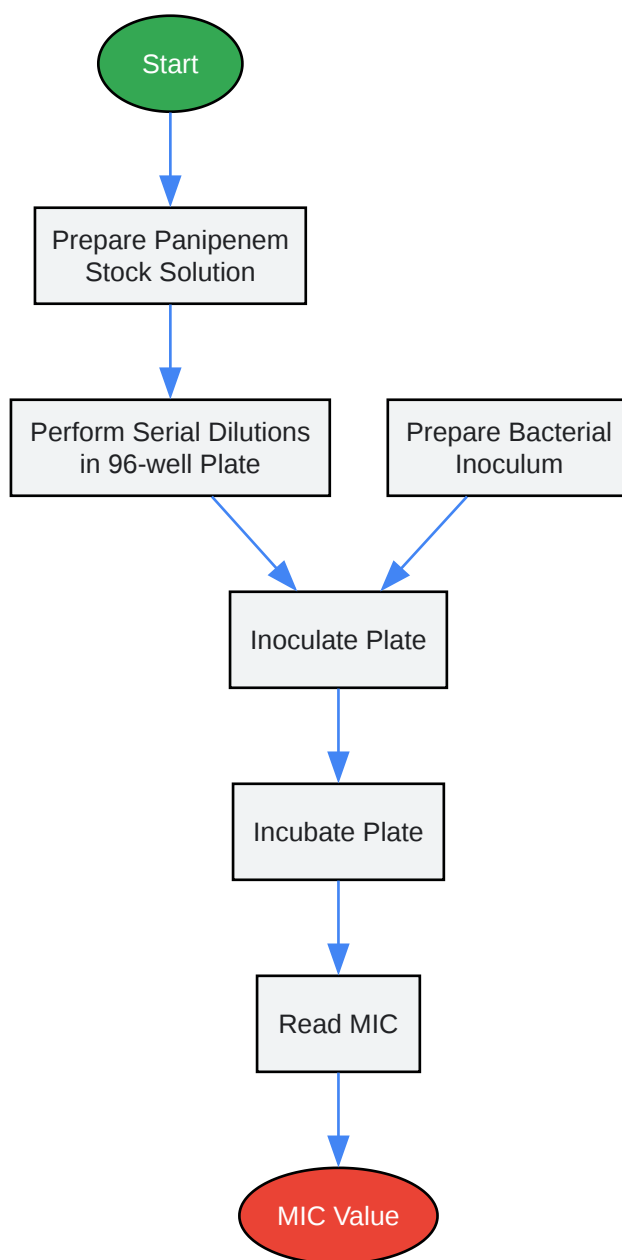 Start
Prepare Panipenem
Stock Solution
Perform Serial Dilutions
in 96-well Plate
Prepare Bacterial
Inoculum
Inoculate Plate
Incubate Plate
Read MIC
MIC Value